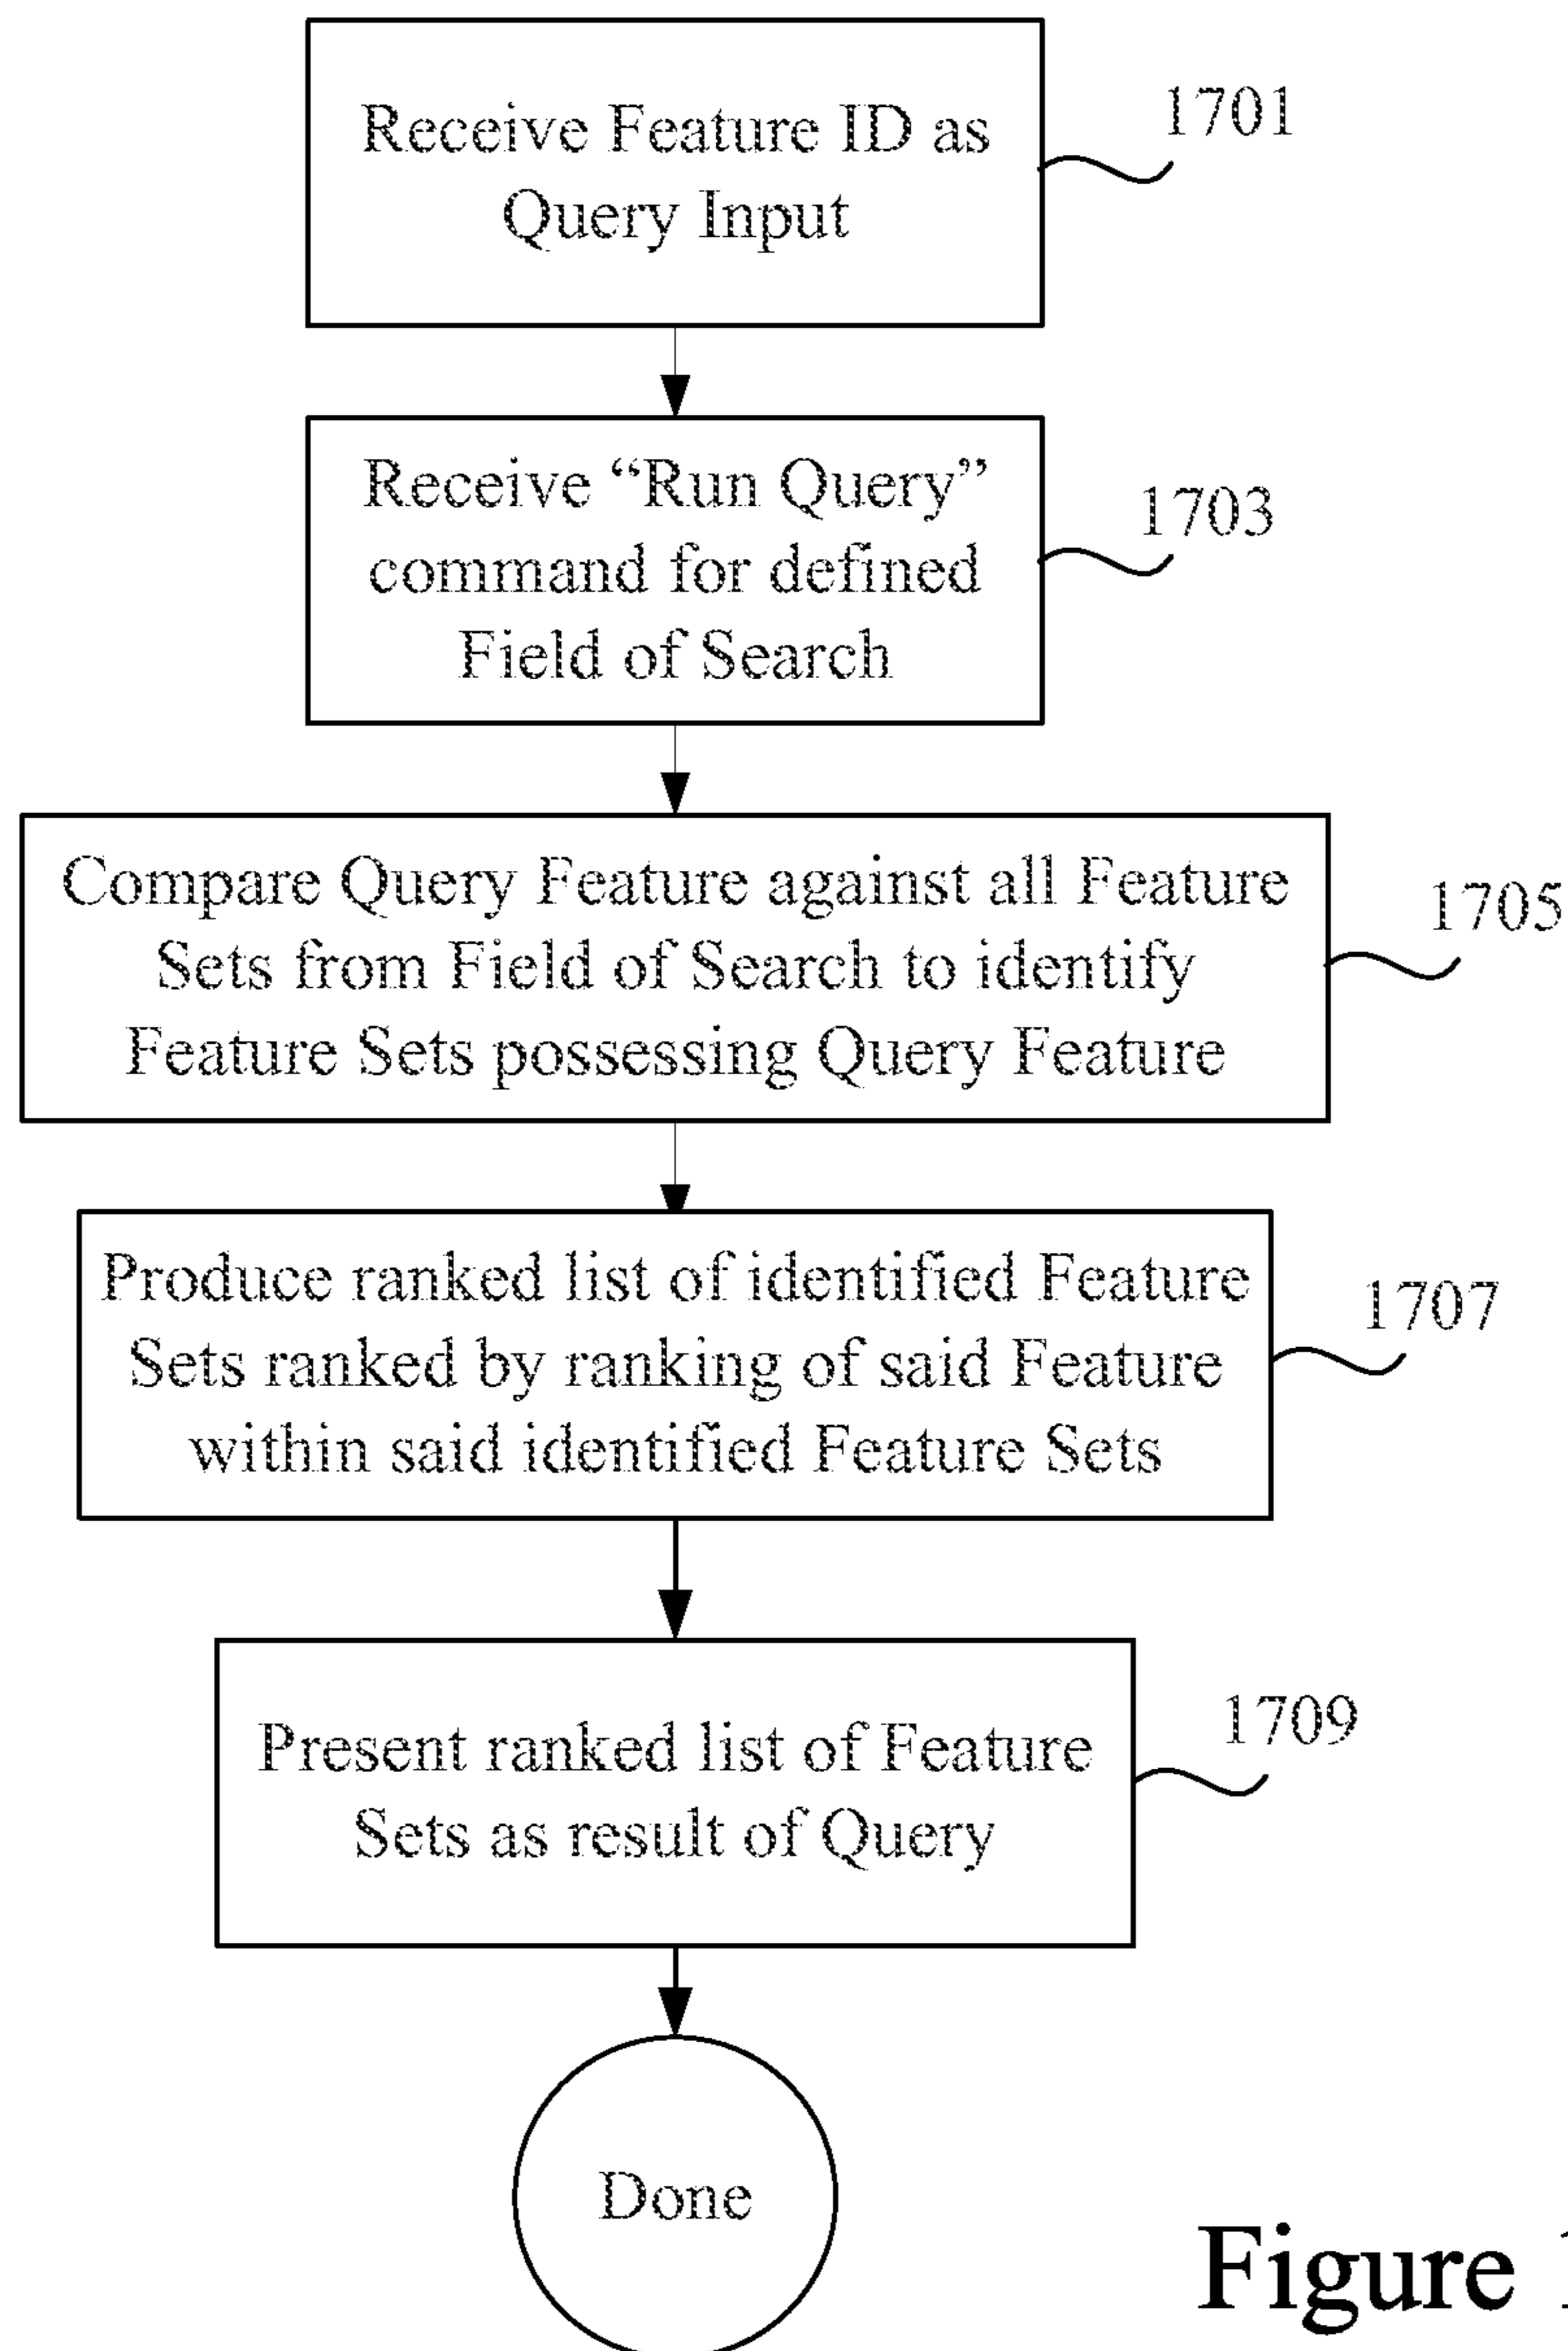 Receive Feature ID as
Query Input
1701
Receive “Run Query”
command for defined
Field of Search
1703
Compare Query Feature against all Feature
Sets from Field of Search to identify
Feature Sets possessing Query Feature
1705
Produce ranked list of identified Feature
Sets ranked by ranking of said Feature
within said identified Feature Sets
1707
Present ranked list of Feature
Sets as result of Query
1709
Done
Figure